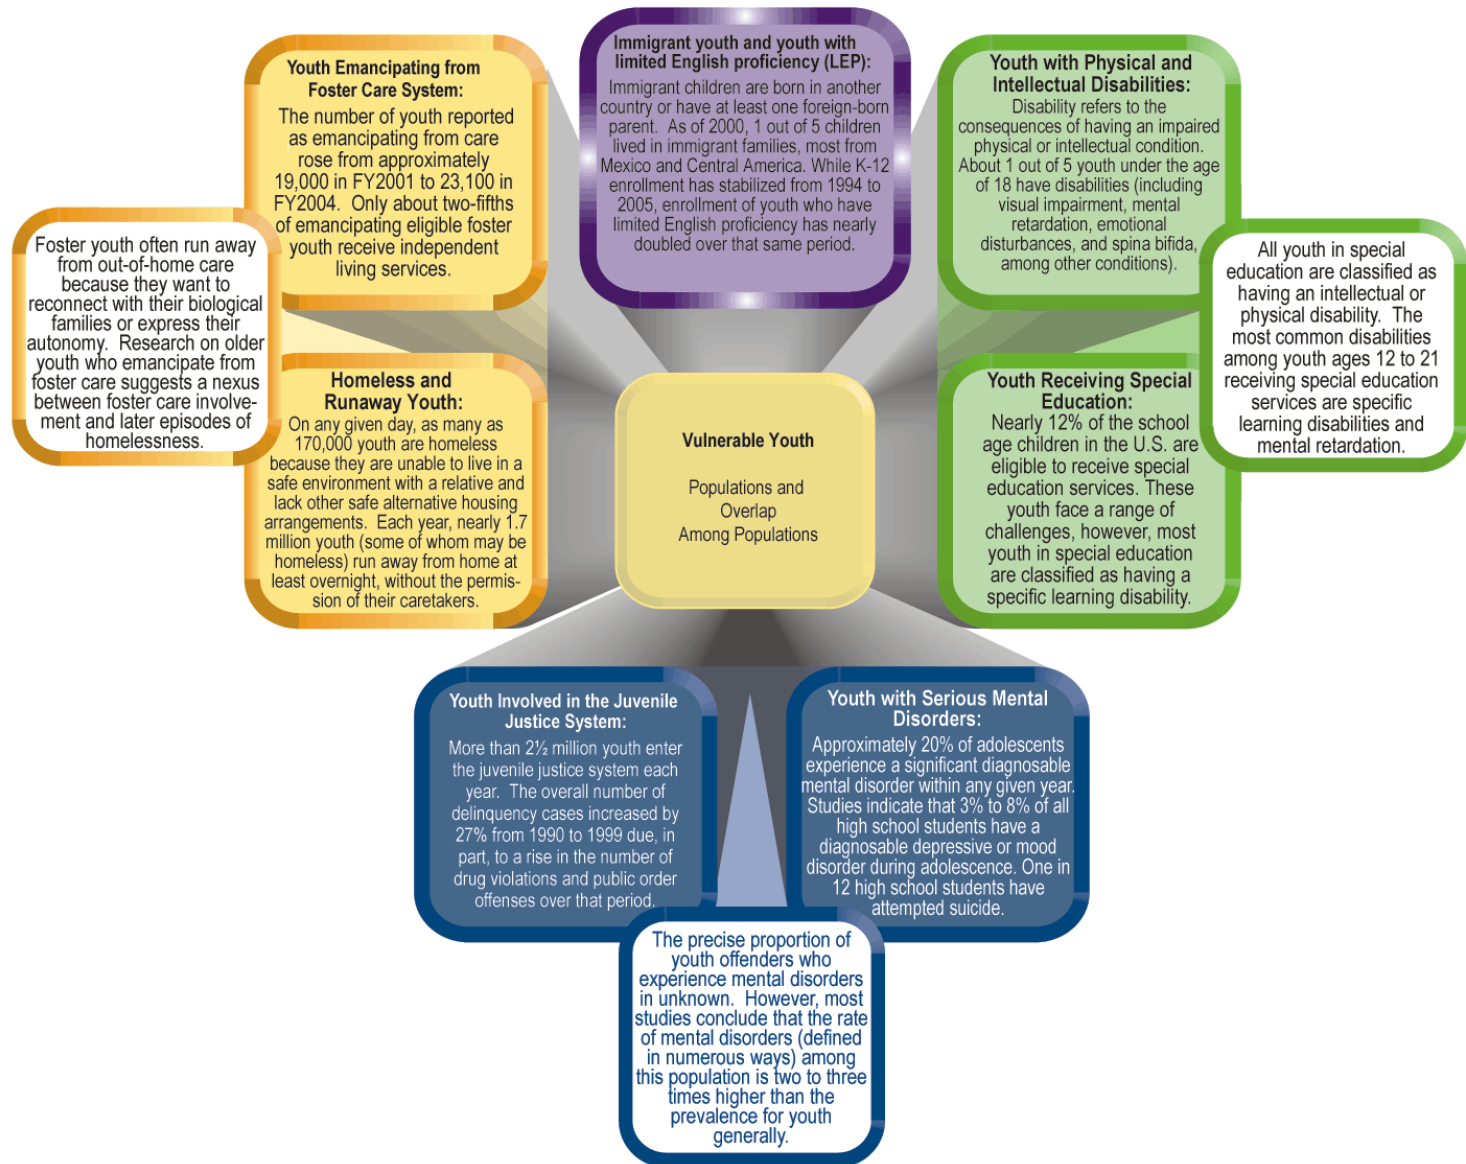 Youth Emancipating from
Foster Care System:
The number of youth reported
as emancipating from care
rose from approximately
19,000 in FY2001 to 23,100 in
FY2004. Only about two-fifths
of emancipating eligible foster
youth receive independent
living services.
Immigrant youth and youth with
limited English proficiency (LEP):
Immigrant children are born in another
country or have at least one foreign-born
parent. As of 2000, 1 out of 5 children
lived in immigrant families, most from
Mexico and Central America. While K-12
enrollment has stabilized from 1994 to
2005, enrollment of youth who have
limited English proficiency has nearly
doubled over that same period.
Youth with Physical and
Intellectual Disabilities:
Disability refers to the
consequences of having an impaired
physical or intellectual condition.
About 1 out of 5 youth under the age
of 18 have disabilities (including
visual impairment, mental
retardation, emotional
disturbances, and spina bifida,
among other conditions).
Foster youth often run away
from out-of-home care
because they want to
reconnect with their biological
families or express their
autonomy. Research on older
youth who emancipate from
foster care suggests a nexus
between foster care involve-
ment and later episodes of
homelessness.
All youth in special
education are classified as
having an intellectual or
physical disability. The
most common disabilities
among youth ages 12 to 21
receiving special education
services are specific
learning disabilities and
mental retardation.
Homeless and
Runaway Youth:
On any given day, as many as
170,000 youth are homeless
because they are unable to live in a
safe environment with a relative and
lack other safe alternative housing
arrangements. Each year, nearly 1.7
million youth (some of whom may be
homeless) run away from home at
least overnight, without the permis-
sion of their caretakers.
Vulnerable Youth
Populations and
Overlap
Among Populations
Youth Receiving Special
Education:
Nearly 12% of the school
age children in the U.S. are
eligible to receive special
education services. These
youth face a range of
challenges, however, most
youth in special education
are classified as having a
specific learning disability.
Youth Involved in the Juvenile
Justice System:
More than 2½ million youth enter
the juvenile justice system each
year. The overall number of
delinquency cases increased by
27% from 1990 to 1999 due, in
part, to a rise in the number of
drug violations and public order
offenses over that period.
Youth with Serious Mental
Disorders:
Approximately 20% of adolescents
experience a significant diagnosable
mental disorder within any given year.
Studies indicate that 3% to 8% of all
high school students have a
diagnosable depressive or mood
disorder during adolescence. One in
12 high school students have
attempted suicide.
The precise proportion of
youth offenders who
experience mental disorders
in unknown. However, most
studies conclude that the rate
of mental disorders (defined
in numerous ways) among
this population is two to three
times higher than the
prevalence for youth
generally.